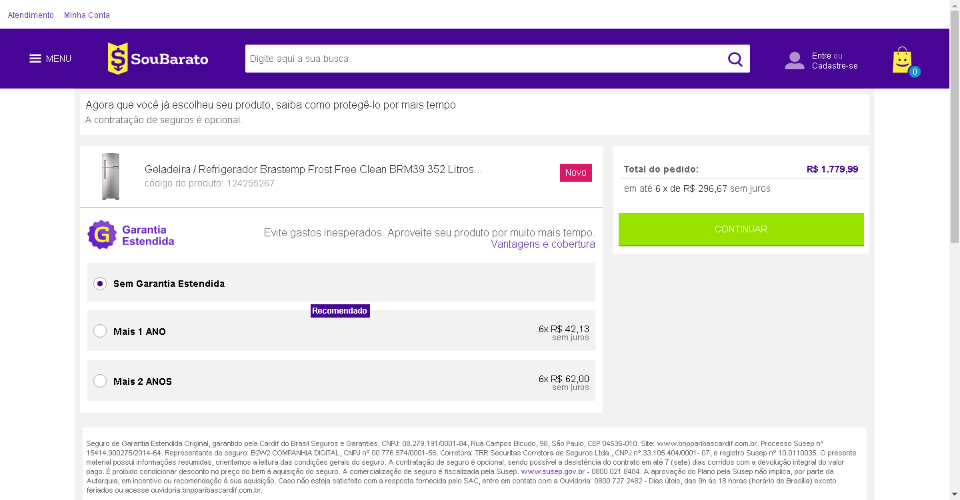 Atendimento Minha Conta
MENU SouBarato Digite aqui a sua busca Entre ou
Cadastre-se
0
Agora que você já escolheu seu produto, saiba como protegê-lo por mais tempo
A contratação de seguros é opcional.
Geladeira / Refrigerador Brastemp Frost Free Clean BRM39 352 Litros...
código do produto: 124259267
Novo
Total do pedido: R$ 1.779,99
em até 6 x de R$ 296,67 sem juros
CONTINUAR
G Garantia
Estendida
Evite gastos inesperados. Aproveite seu produto por muito mais tempo.
Vantagens e cobertura
Sem Garantia Estendida
Recomendado
Mais 1 ANO 6x R$ 42,13
sem juros
Mais 2 ANOS 6x R$ 62,00
sem juros
Seguro de Garantia Estendida Original, garantido pela Cardif do Brasil Seguros e Garantias, CNPJ: 08.279.191/0001-84, Rua Campos Bicudo, 98, São Paulo, CEP 04536-010. Site: www.bnpparibascardif.com.br. Processo Susep nº
15414.900275/2014-64. Representante de seguro: B2W2 COMPANHIA DIGITAL, CNPJ nº 00.776.574/0001-56. Corretora: TRR Securitas Corretora de Seguros Ltda., CNPJ nº 33.105.404/0001- 07, e registro Susep nº 10.0110035. O presente
material possui informações resumidas; orientamos a leitura das condições gerais do seguro. A contratação de seguro é opcional, sendo possível a desistência do contrato em até 7 (sete) dias corridos com a devolução integral do valor
pago. É proibido condicionar desconto no preço do bem à aquisição do seguro. A comercialização de seguro é fiscalizada pela Susep. www.susep.gov.br - 0800 021 8484. A aprovação do Plano pela Susep não implica, por parte da
Autarquia, em incentivo ou recomendação é sua aquisição. Caso não esteja satisfeito com a resposta fornecida pelo SAC, entre em contato com a Ouvidoria: 0800 727 2482 - Dias úteis, das 9h às 18 horas (horário de Brasília) exceto
feriados ou acesse ouvidoria.bnpparibascardif.com.br.